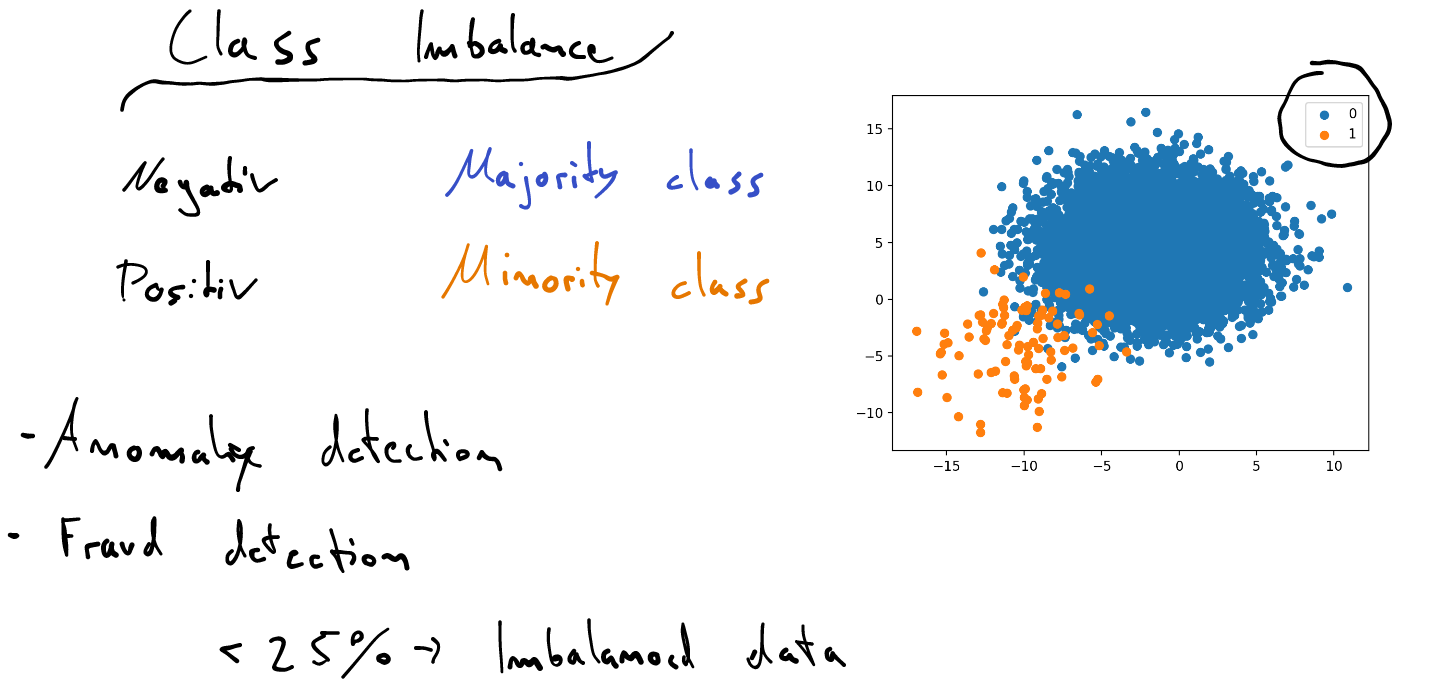 Class Imbalance
Negativ Majority class
Positiv Minority class
- Anomaly detection
- Fraud detection
< 25% → Imbalanced data
0
1
15
10
5
0
−5
−10
−15 −10 −5 0 5 10